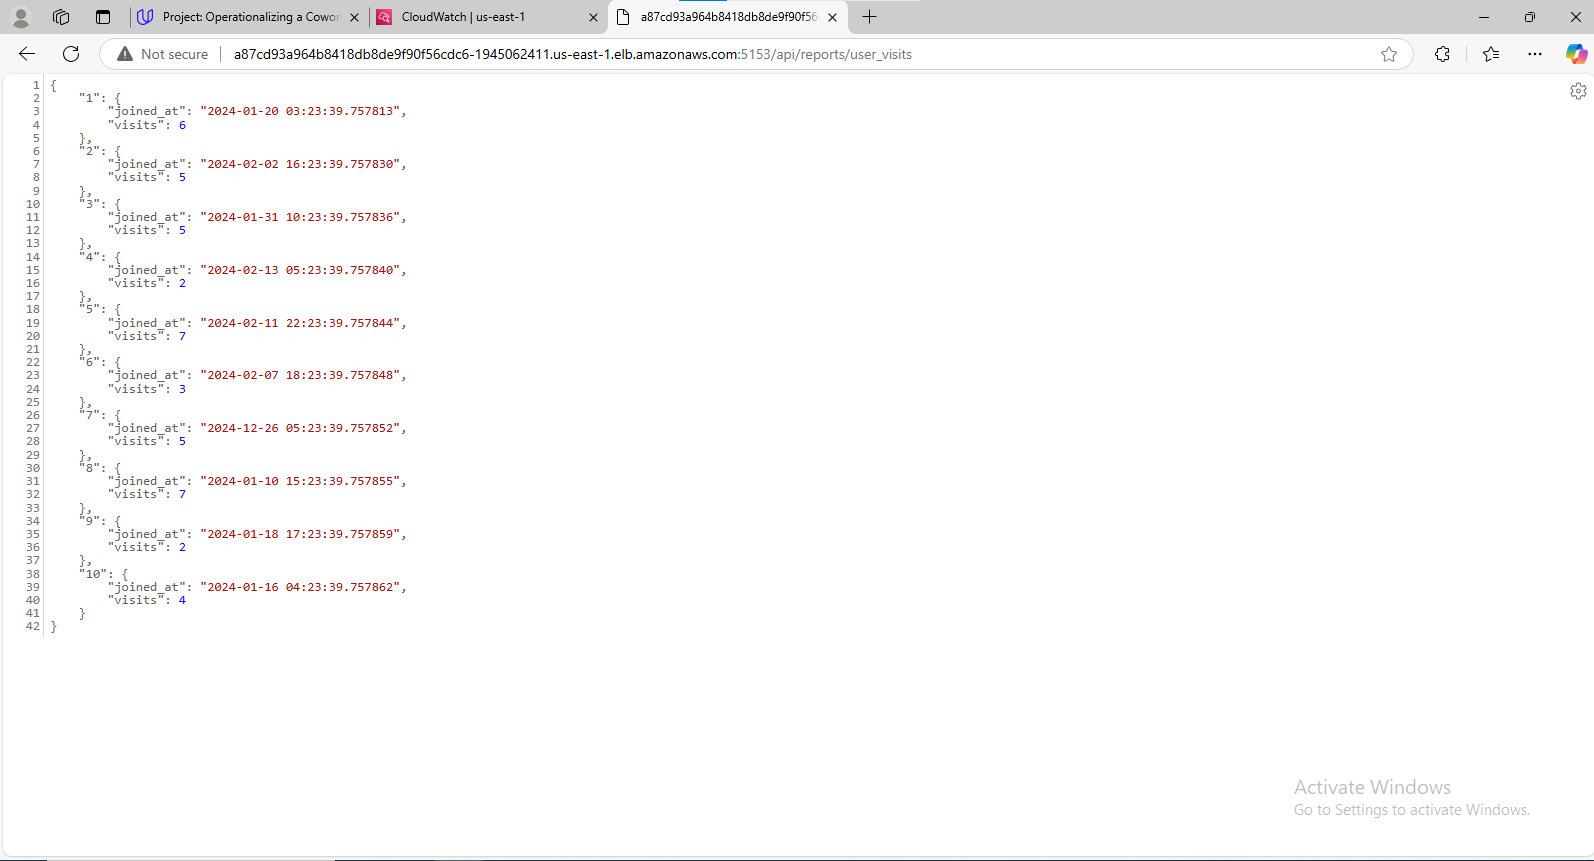 Project: Operationalizing a Cowor
CloudWatch | us-east-1
a87cd93a964b8418db8de9f90f56
Not secure
a87cd93a964b8418db8de9f90f56cdc6-1945062411.us-east-1.elb.amazonaws.com:5153/api/reports/user_visits
1 {
2 "1": {
3 "joined_at": "2024-01-20 03:23:39.757813",
4 "visits": 6
5 },
6 "2": {
7 "joined_at": "2024-02-02 16:23:39.757830",
8 "visits": 5
9 },
10 "3": {
11 "joined_at": "2024-01-31 10:23:39.757836",
12 "visits": 5
13 },
14 "4": {
15 "joined_at": "2024-02-13 05:23:39.757840",
16 "visits": 2
17 },
18 "5": {
19 "joined_at": "2024-02-11 22:23:39.757844",
20 "visits": 7
21 },
22 "6": {
23 "joined_at": "2024-02-07 18:23:39.757848",
24 "visits": 3
25 },
26 "7": {
27 "joined_at": "2024-12-26 05:23:39.757852",
28 "visits": 5
29 },
30 "8": {
31 "joined_at": "2024-01-10 15:23:39.757855",
32 "visits": 7
33 },
34 "9": {
35 "joined_at": "2024-01-18 17:23:39.757859",
36 "visits": 2
37 },
38 "10": {
39 "joined_at": "2024-01-16 04:23:39.757862",
40 "visits": 4
41 }
42 }
Activate Windows
Go to Settings to activate Windows.